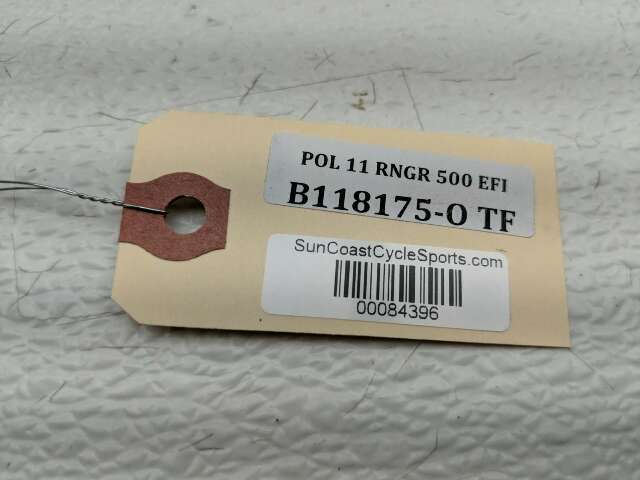 POL 11 RNGR 500 EFI
B118175-O TF
SunCoastCycleSports.com
00084396